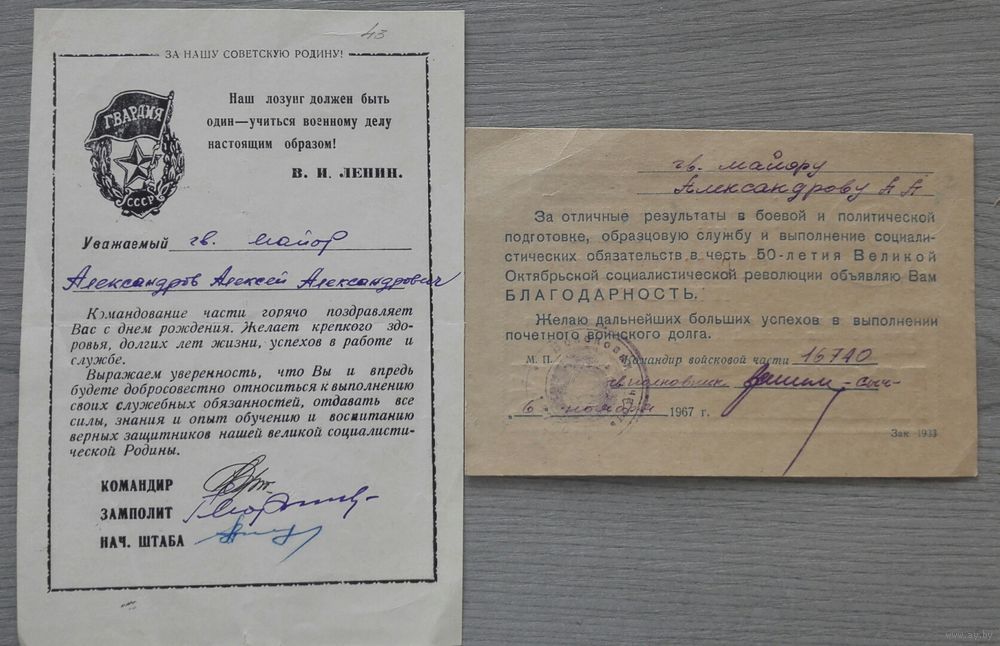 43
ЗА НАШУ СОВЕТСКУЮ РОДИНУ!
ГВАРДИЯ
СССР
Наш лозунг должен быть
один—учиться военному делу
настоящим образом!
В. И. ЛЕНИН.
Уважаемый гв. майор
Александров Алексей Александрович
Командование части горячо поздравляет
Вас с днем рождения. Желает крепкого здо-
ровья, долгих лет жизни, успехов в работе и
службе.
Выражаем уверенность, что Вы и впредь
будете добросовестно относиться к выполнению
своих служебных обязанностей, отдавать все
силы, знания и опыт обучению и воспитанию
верных защитников нашей великой социалисти-
ческой Родины.
КОМАНДИР
ЗАМПОЛИТ
НАЧ. ШТАБА
гв. майору
Александрову А А
За отличные результаты в боевой и политической
подготовке, образцовую службу и выполнение социали-
стических обязательств в честь 50-летия Великой
Октябрьской социалистической революции объявляю Вам
БЛАГОДАРНОСТЬ.
Желаю дальнейших больших успехов в выполнении
почетного воинского долга.
М. П. Командир войсковой части 16740
гв. полковник
6 ноября 1967 г.
Зак 1933
www.ay.by